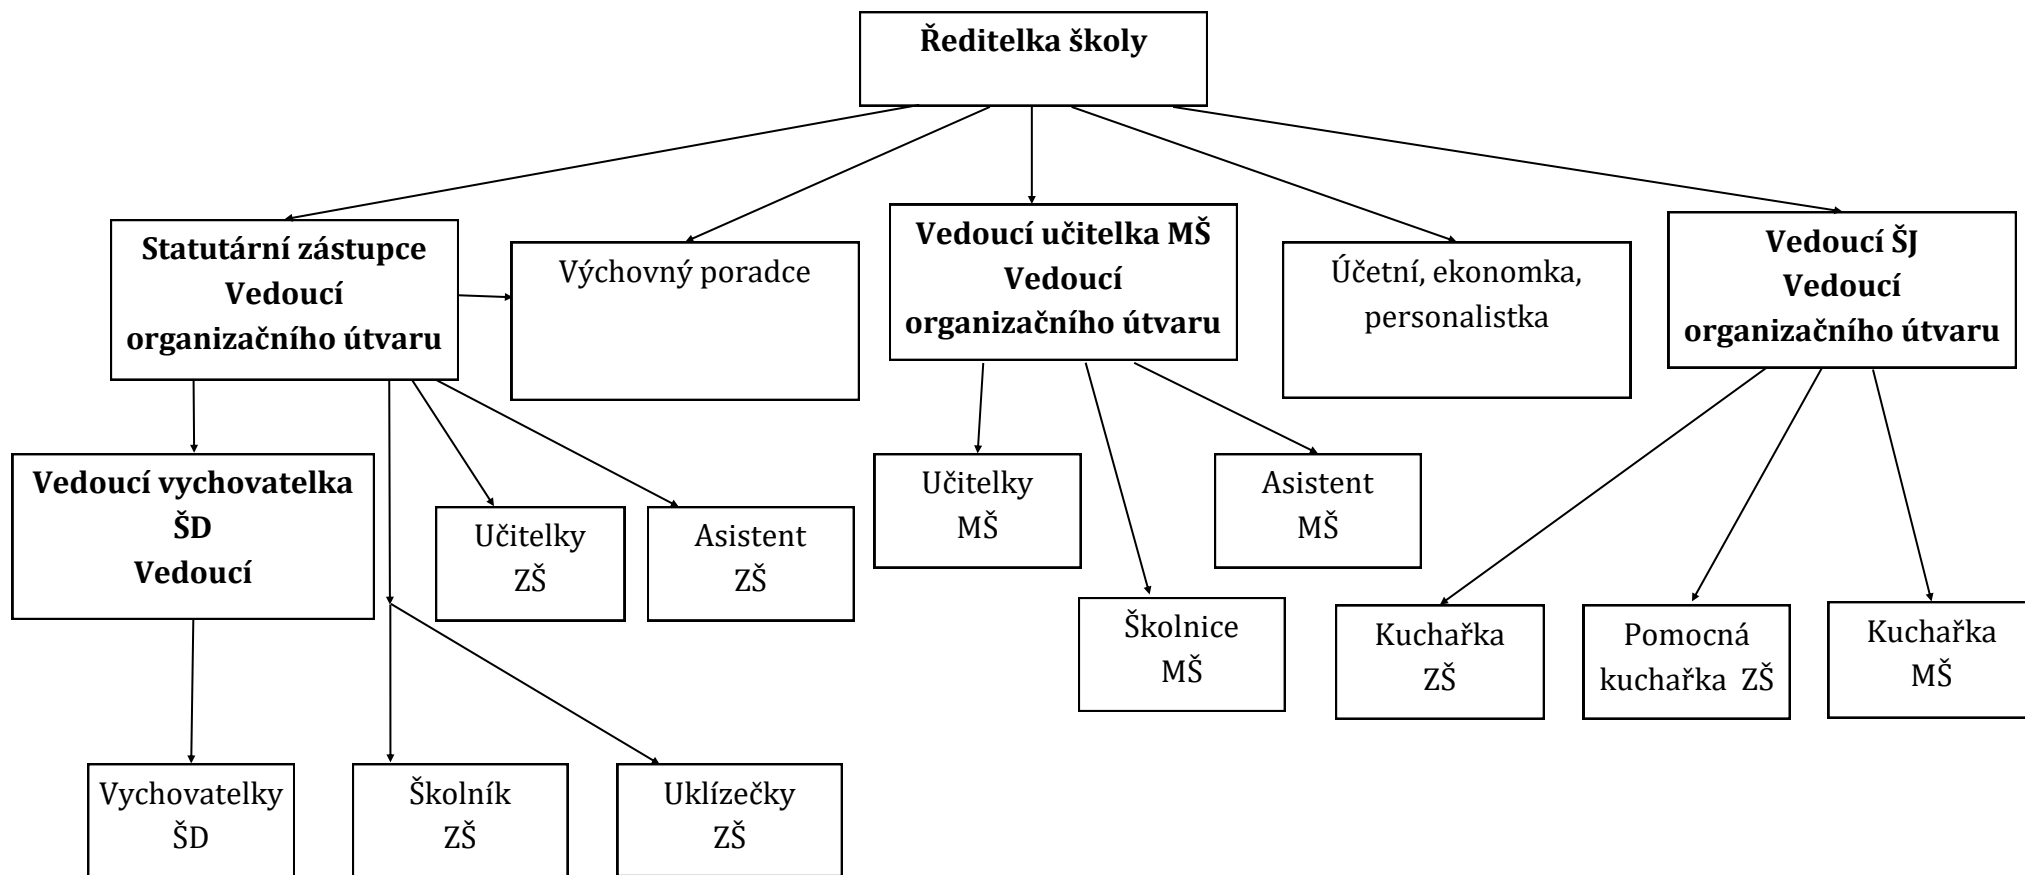 Ředitelka školy
Statutární zástupce
Vedoucí
organizačního útvaru
Výchovný poradce
Vedoucí učitelka MŠ
Vedoucí
organizačního útvaru
Účetní, ekonomka,
personalistka
Vedoucí ŠJ
Vedoucí
organizačního útvaru
Vedoucí vychovatelka
ŠD
Vedoucí
Učitelky
ZŠ
Asistent
ZŠ
Učitelky
MŠ
Asistent
MŠ
Školnice
MŠ
Kuchařka
ZŠ
Pomocná
kuchařka  ZŠ
Kuchařka
MŠ
Vychovatelky
ŠD
Školník
ZŠ
Uklízečky
ZŠ